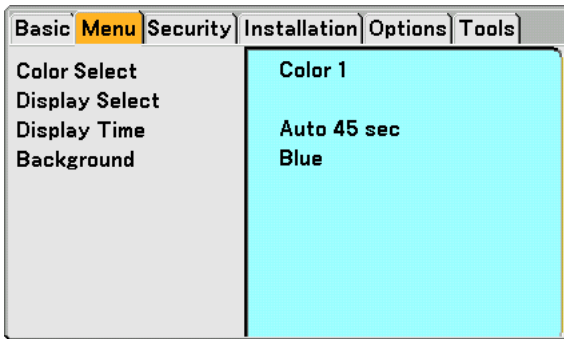 Basic Menu Security Installation Options Tools
Color Select Color 1
Display Select
Display Time Auto 45 sec
Background Blue